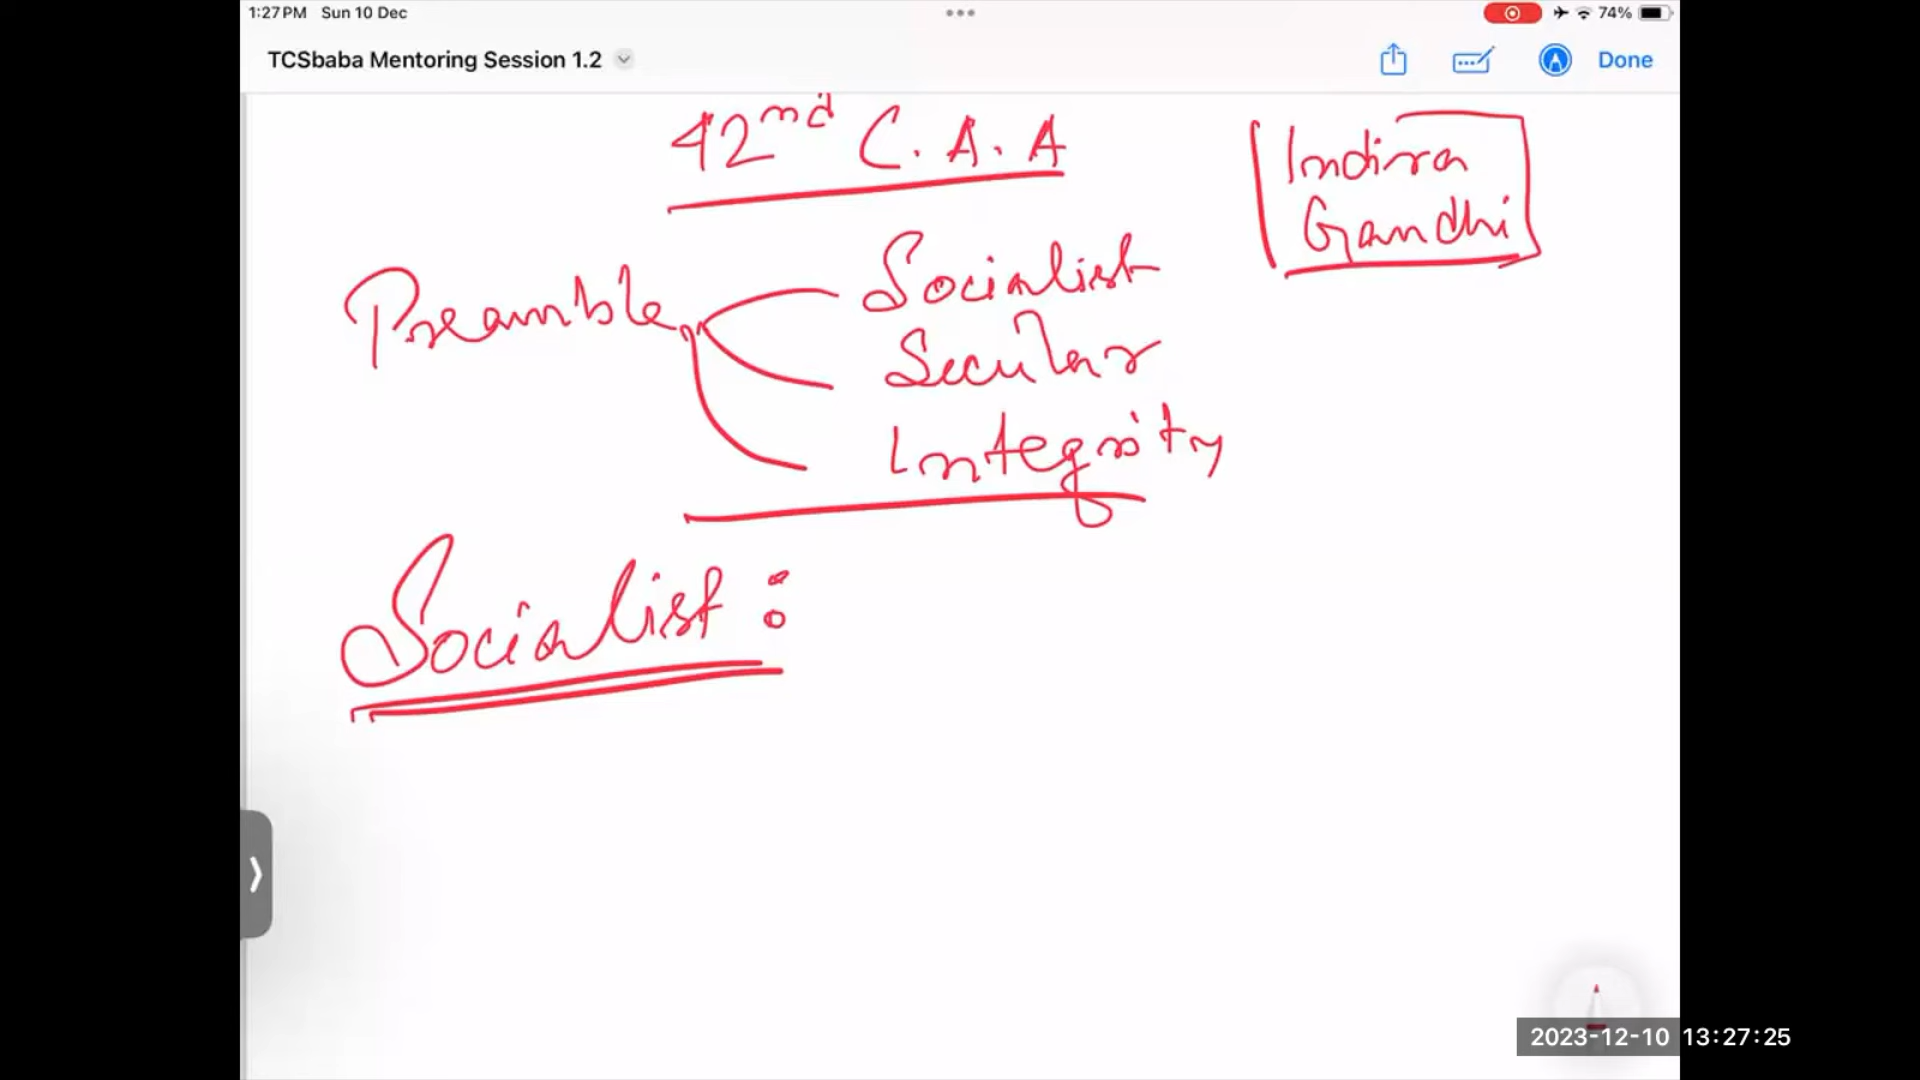 1:27 PM Sun 10 Dec
74%
TCSbaba Mentoring Session 1.2
Done
42nd C.A.A
Indira
Gandhi
Preamble
Socialist
Secular
Integrity
Socialist :
2023-12-10 13:27:25